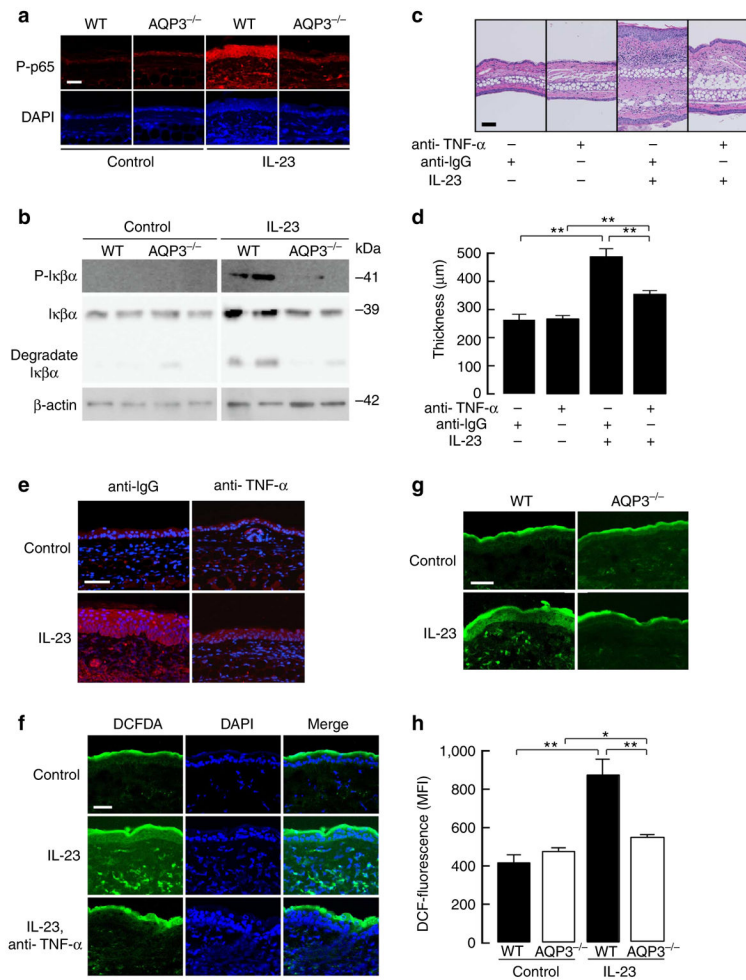 a
WT AQP3–/– WT AQP3–/–
P-p65
DAPI
Control IL-23
b
Control IL-23
WT AQP3–/– WT AQP3–/– kDa
P-Iκβα –41
Iκβα –39
Degradate
Iκβα
β-actin –42
c
anti- TNF-α – + – +
anti-IgG + – + –
IL-23 – – + +
d
** ** **
Thickness (μm)
500
400
300
200
100
0
anti- TNF-α – + – +
anti-IgG + – + –
IL-23 – – + +
e
anti-IgG anti- TNF-α
Control
IL-23
f
DCFDA DAPI Merge
Control
IL-23
IL-23,
anti- TNF-α
g
WT AQP3–/–
Control
IL-23
h
* ** **
DCF-fluorescence (MFI)
1,000
800
600
400
200
0
WT AQP3–/– WT AQP3–/–
Control IL-23